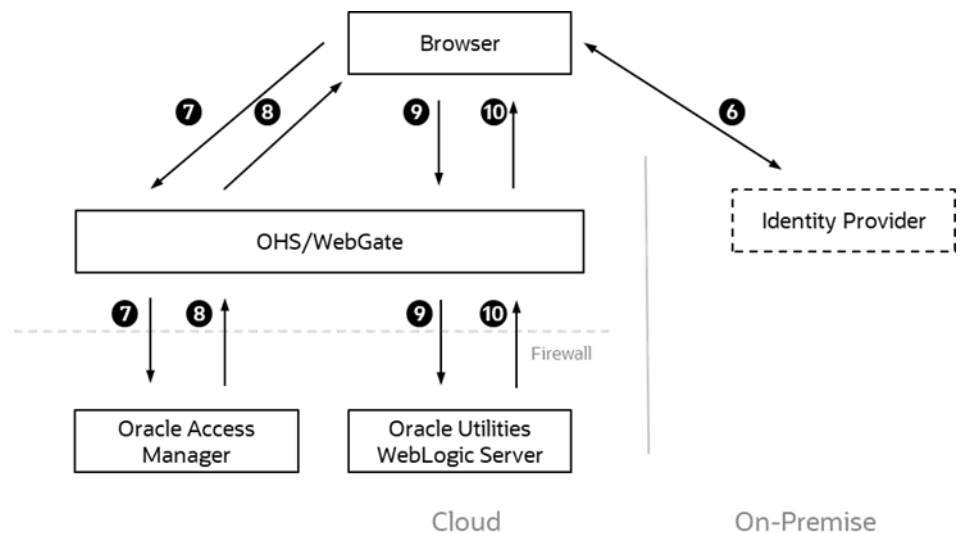 Browser
7
8
9
10
6
Identity Provider
OHS/WebGate
7
8
9
10
Firewall
Oracle Access
Manager
Oracle Utilities
WebLogic Server
Cloud
On-Premise